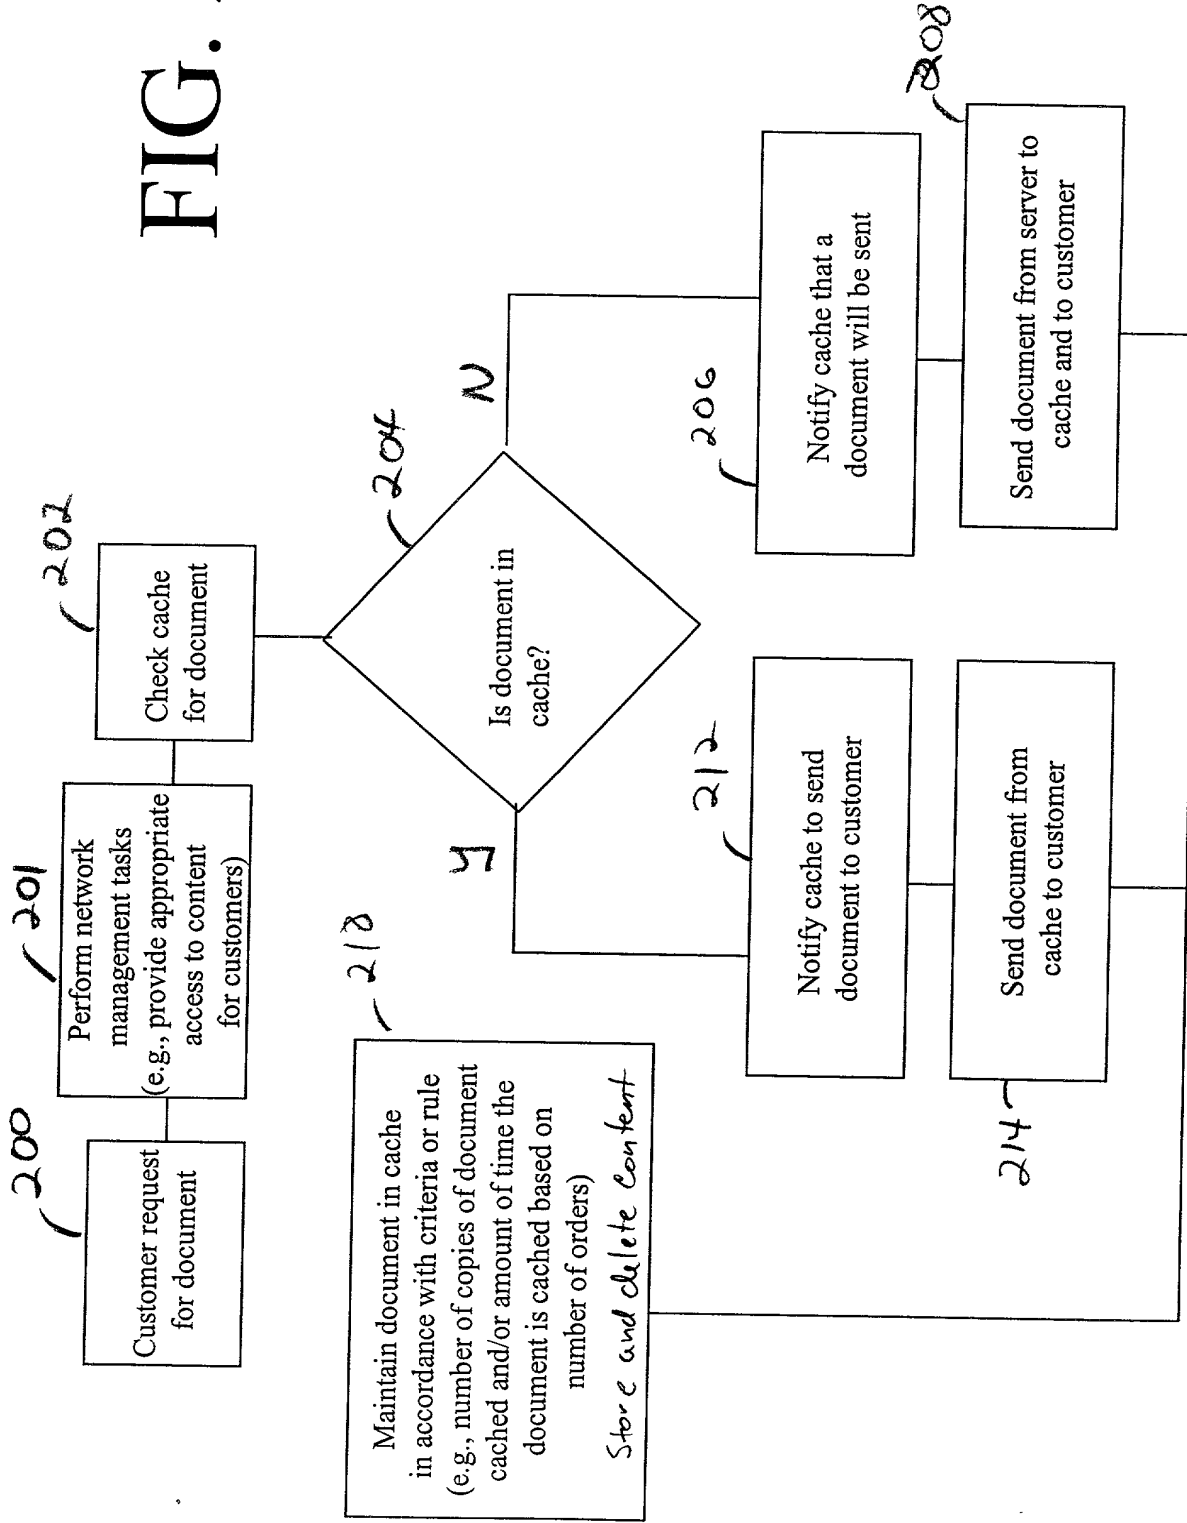 FIG.
200
Customer request
for document
201
Perform network
management tasks
(e.g., provide appropriate
access to content
for customers)
202
Check cache
for document
204
Is document in
cache?
Y
N
218
Maintain document in cache
in accordance with criteria or rule
(e.g., number of copies of document
cached and/or amount of time the
document is cached based on
number of orders)
Store and delete content
212
Notify cache to send
document to customer
214
Send document from
cache to customer
206
Notify cache that a
document will be sent
208
Send document from server to
cache and to customer